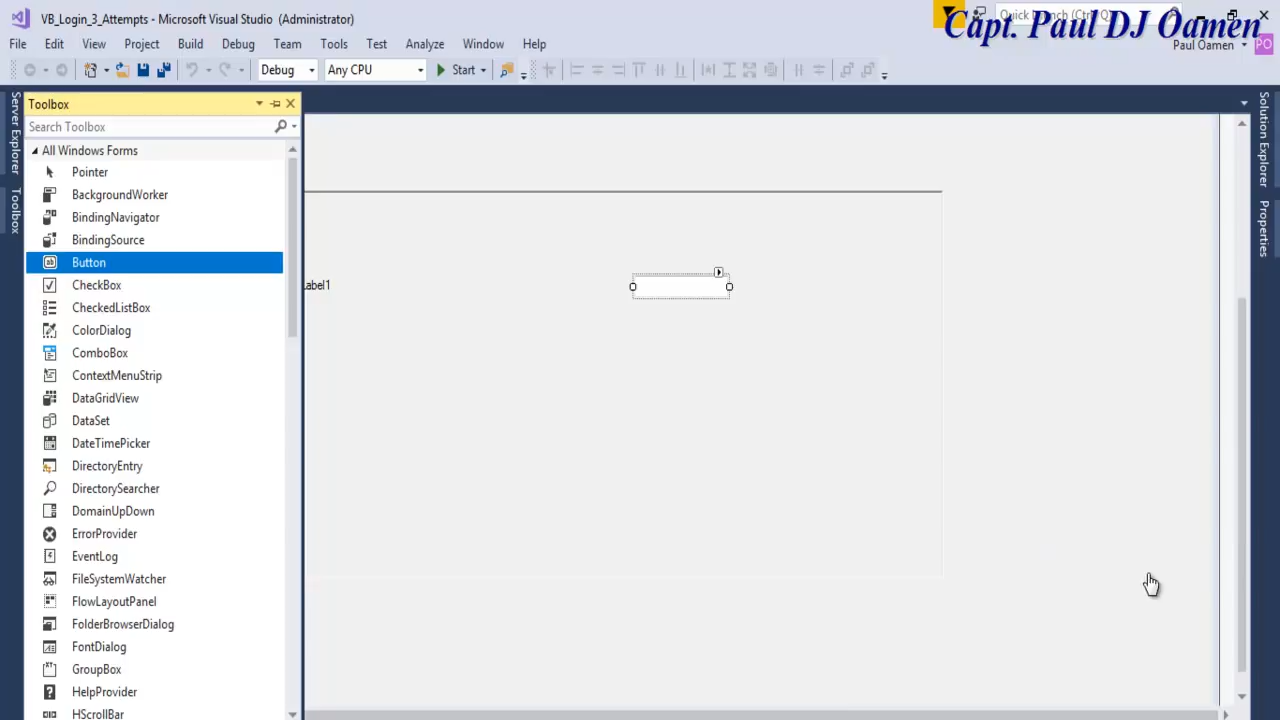 VB_Login_3_Attempts - Microsoft Visual Studio (Administrator)
Quick Launch (Ctrl+Q)
Capt. Paul DJ Oamen
File Edit View Project Build Debug Team Tools Test Analyze Window Help
Paul Oamen PO
Debug Any CPU Start
Server Explorer
Toolbox
Toolbox
Search Toolbox
All Windows Forms
Pointer
BackgroundWorker
BindingNavigator
BindingSource
Button
CheckBox
CheckedListBox
ColorDialog
ComboBox
ContextMenuStrip
DataGridView
DataSet
DateTimePicker
DirectoryEntry
DirectorySearcher
DomainUpDown
ErrorProvider
EventLog
FileSystemWatcher
FlowLayoutPanel
FolderBrowserDialog
FontDialog
GroupBox
HelpProvider
HScrollBar
Label1
Solution Explorer
Properties